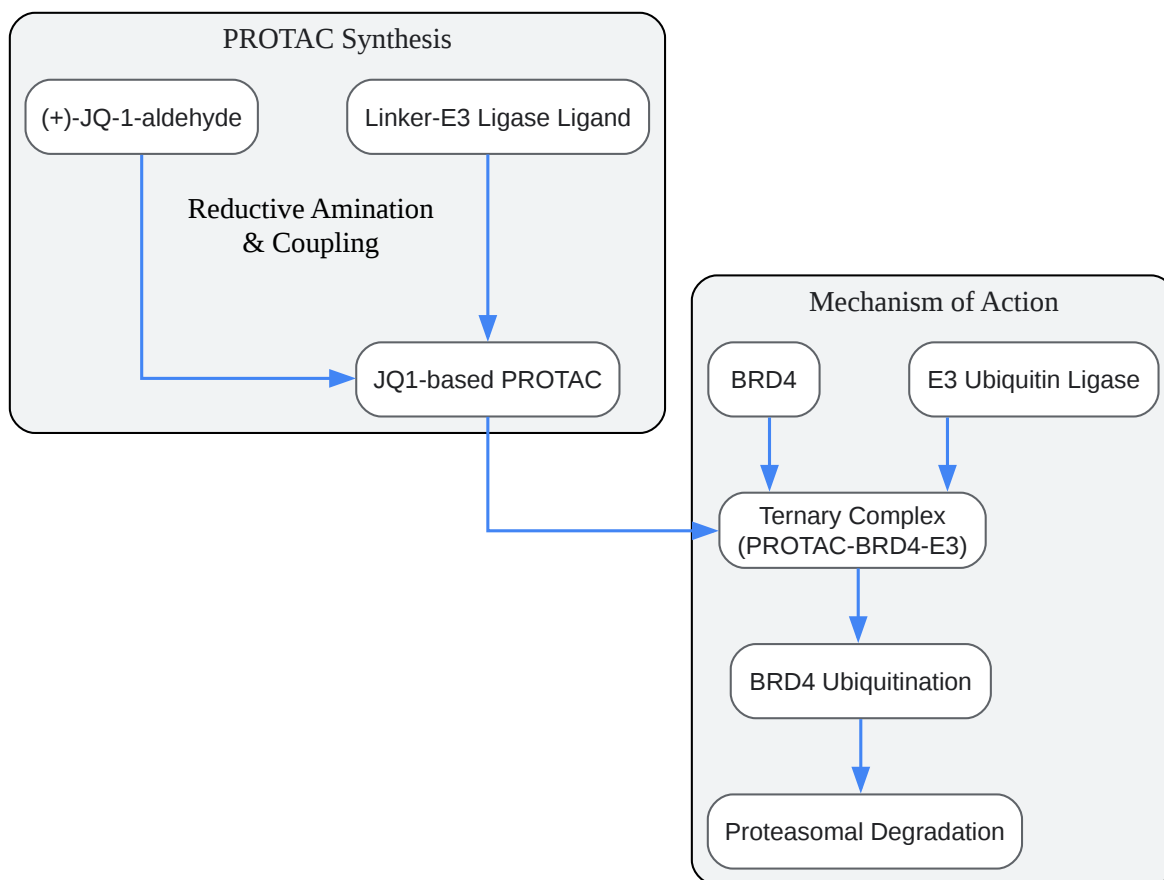 PROTAC Synthesis
(+)-JQ-1-aldehyde
Linker-E3 Ligase Ligand
Reductive Amination
& Coupling
JQ1-based PROTAC
Mechanism of Action
BRD4
E3 Ubiquitin Ligase
Ternary Complex
(PROTAC-BRD4-E3)
BRD4 Ubiquitination
Proteasomal Degradation